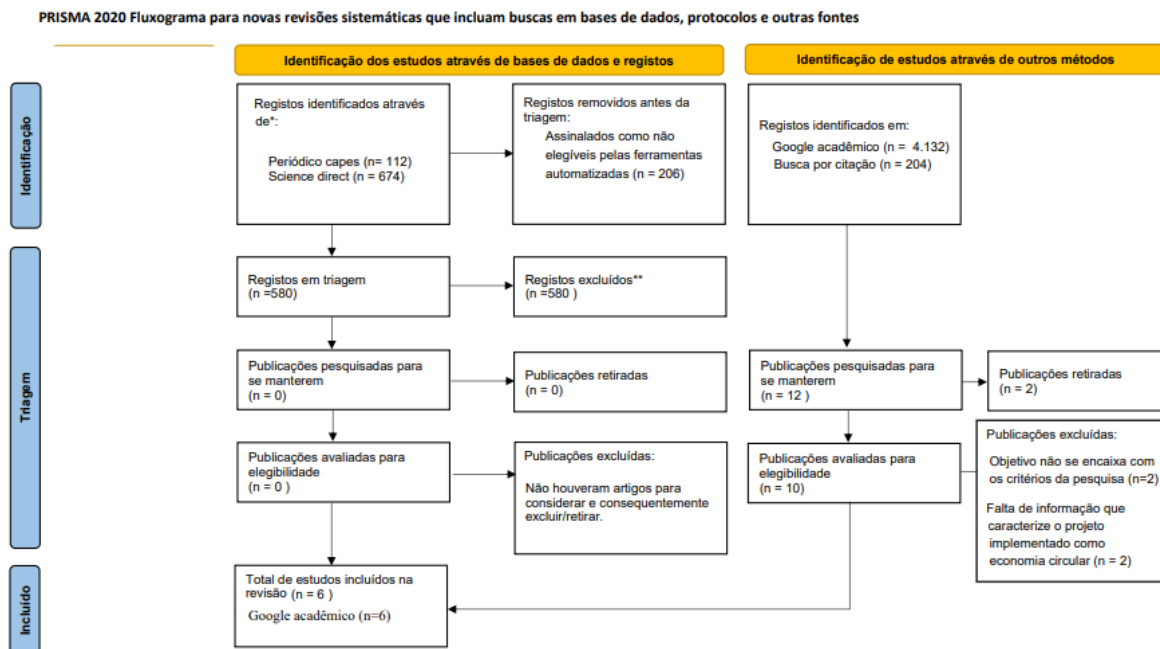 PRISMA 2020 Fluxograma para novas revisões sistemáticas que incluam buscas em bases de dados, protocolos e outras fontes
Identificação dos estudos através de bases de dados e registos
Identificação de estudos através de outros métodos
Identificação
Registos identificados através
de*:
Periódico capes (n= 112)
Science direct (n = 674)
Registos removidos antes da
triagem:
Assinalados como não
elegíveis pelas ferramentas
automatizadas (n = 206)
Registos identificados em:
Google acadêmico (n = 4.132)
Busca por citação (n = 204)
Triagem
Registos em triagem
(n =580)
Registos excluídos**
(n =580 )
Publicações pesquisadas para
se manterem
(n = 0)
Publicações retiradas
(n = 0)
Publicações pesquisadas para
se manterem
(n = 12 )
Publicações retiradas
(n = 2)
Publicações avaliadas para
elegibilidade
(n = 0 )
Publicações excluídas:
Não houveram artigos para
considerar e consequentemente
excluir/retirar.
Publicações avaliadas para
elegibilidade
(n = 10)
Publicações excluídas:
Objetivo não se encaixa com
os critérios da pesquisa (n=2)
Falta de informação que
caracterize o projeto
implementado como
economia circular (n = 2)
Incluído
Total de estudos incluídos na
revisão (n = 6 )
Google acadêmico (n=6)